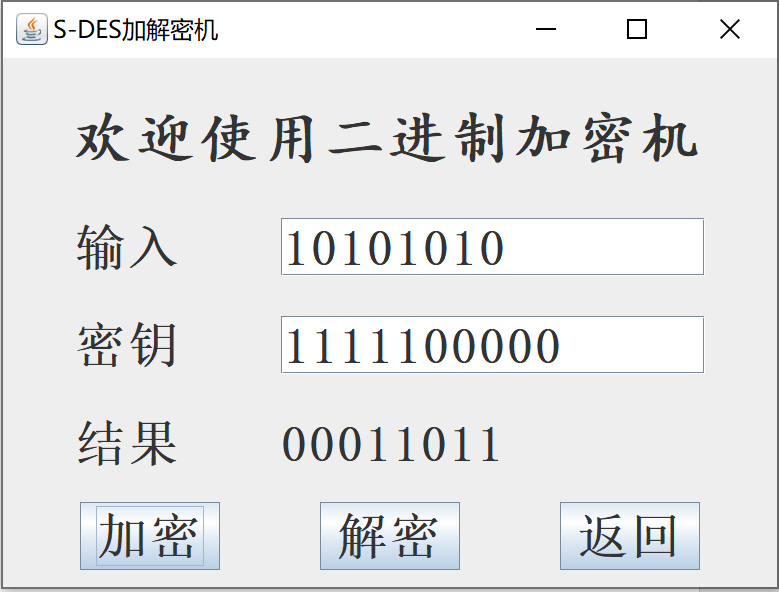 S-DES加解密机
欢迎使用二进制加密机
输入 10101010
密钥 1111100000
结果 00011011
加密 解密 返回